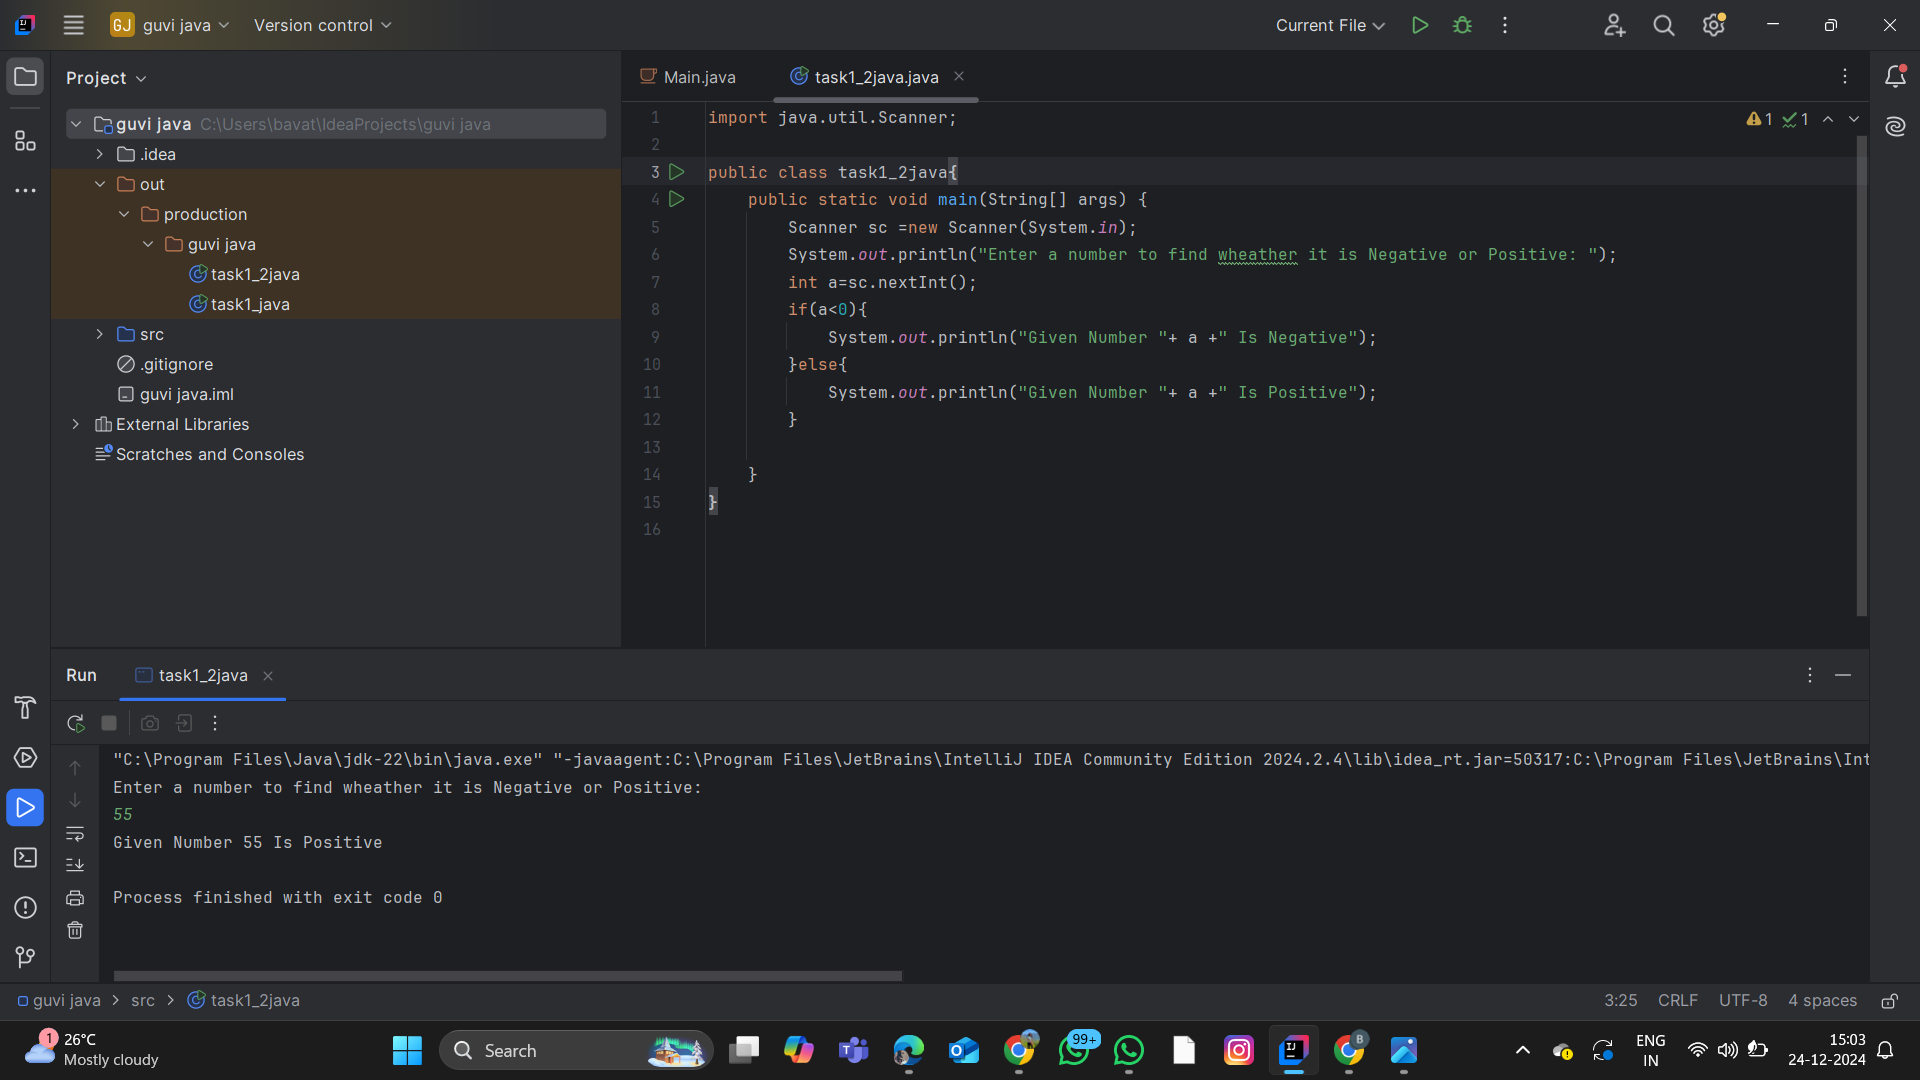 GJ guvi java Version control Current File
Project
Main.java task1_2java.java
guvi java C:\Users\bavat\IdeaProjects\guvi java
.idea
out
production
guvi java
task1_2java
task1_java
src
.gitignore
guvi java.iml
External Libraries
Scratches and Consoles
1 import java.util.Scanner;
1 1
2
3 public class task1_2java{
4 public static void main(String[] args) {
5 Scanner sc =new Scanner(System.in);
6 System.out.println("Enter a number to find wheather it is Negative or Positive: ");
7 int a=sc.nextInt();
8 if(a<0){
9 System.out.println("Given Number "+ a +" Is Negative");
10 }else{
11 System.out.println("Given Number "+ a +" Is Positive");
12 }
13
14 }
15 }
16
Run task1_2java
"C:\Program Files\Java\jdk-22\bin\java.exe" "-javaagent:C:\Program Files\JetBrains\IntelliJ IDEA Community Edition 2024.2.4\lib\idea_rt.jar=50317:C:\Program Files\JetBrains\Int
Enter a number to find wheather it is Negative or Positive:
55
Given Number 55 Is Positive
Process finished with exit code 0
guvi java > src > task1_2java 3:25 CRLF UTF-8 4 spaces
1 26°C
Mostly cloudy
Search
99+
B
ENG
IN
15:03
24-12-2024